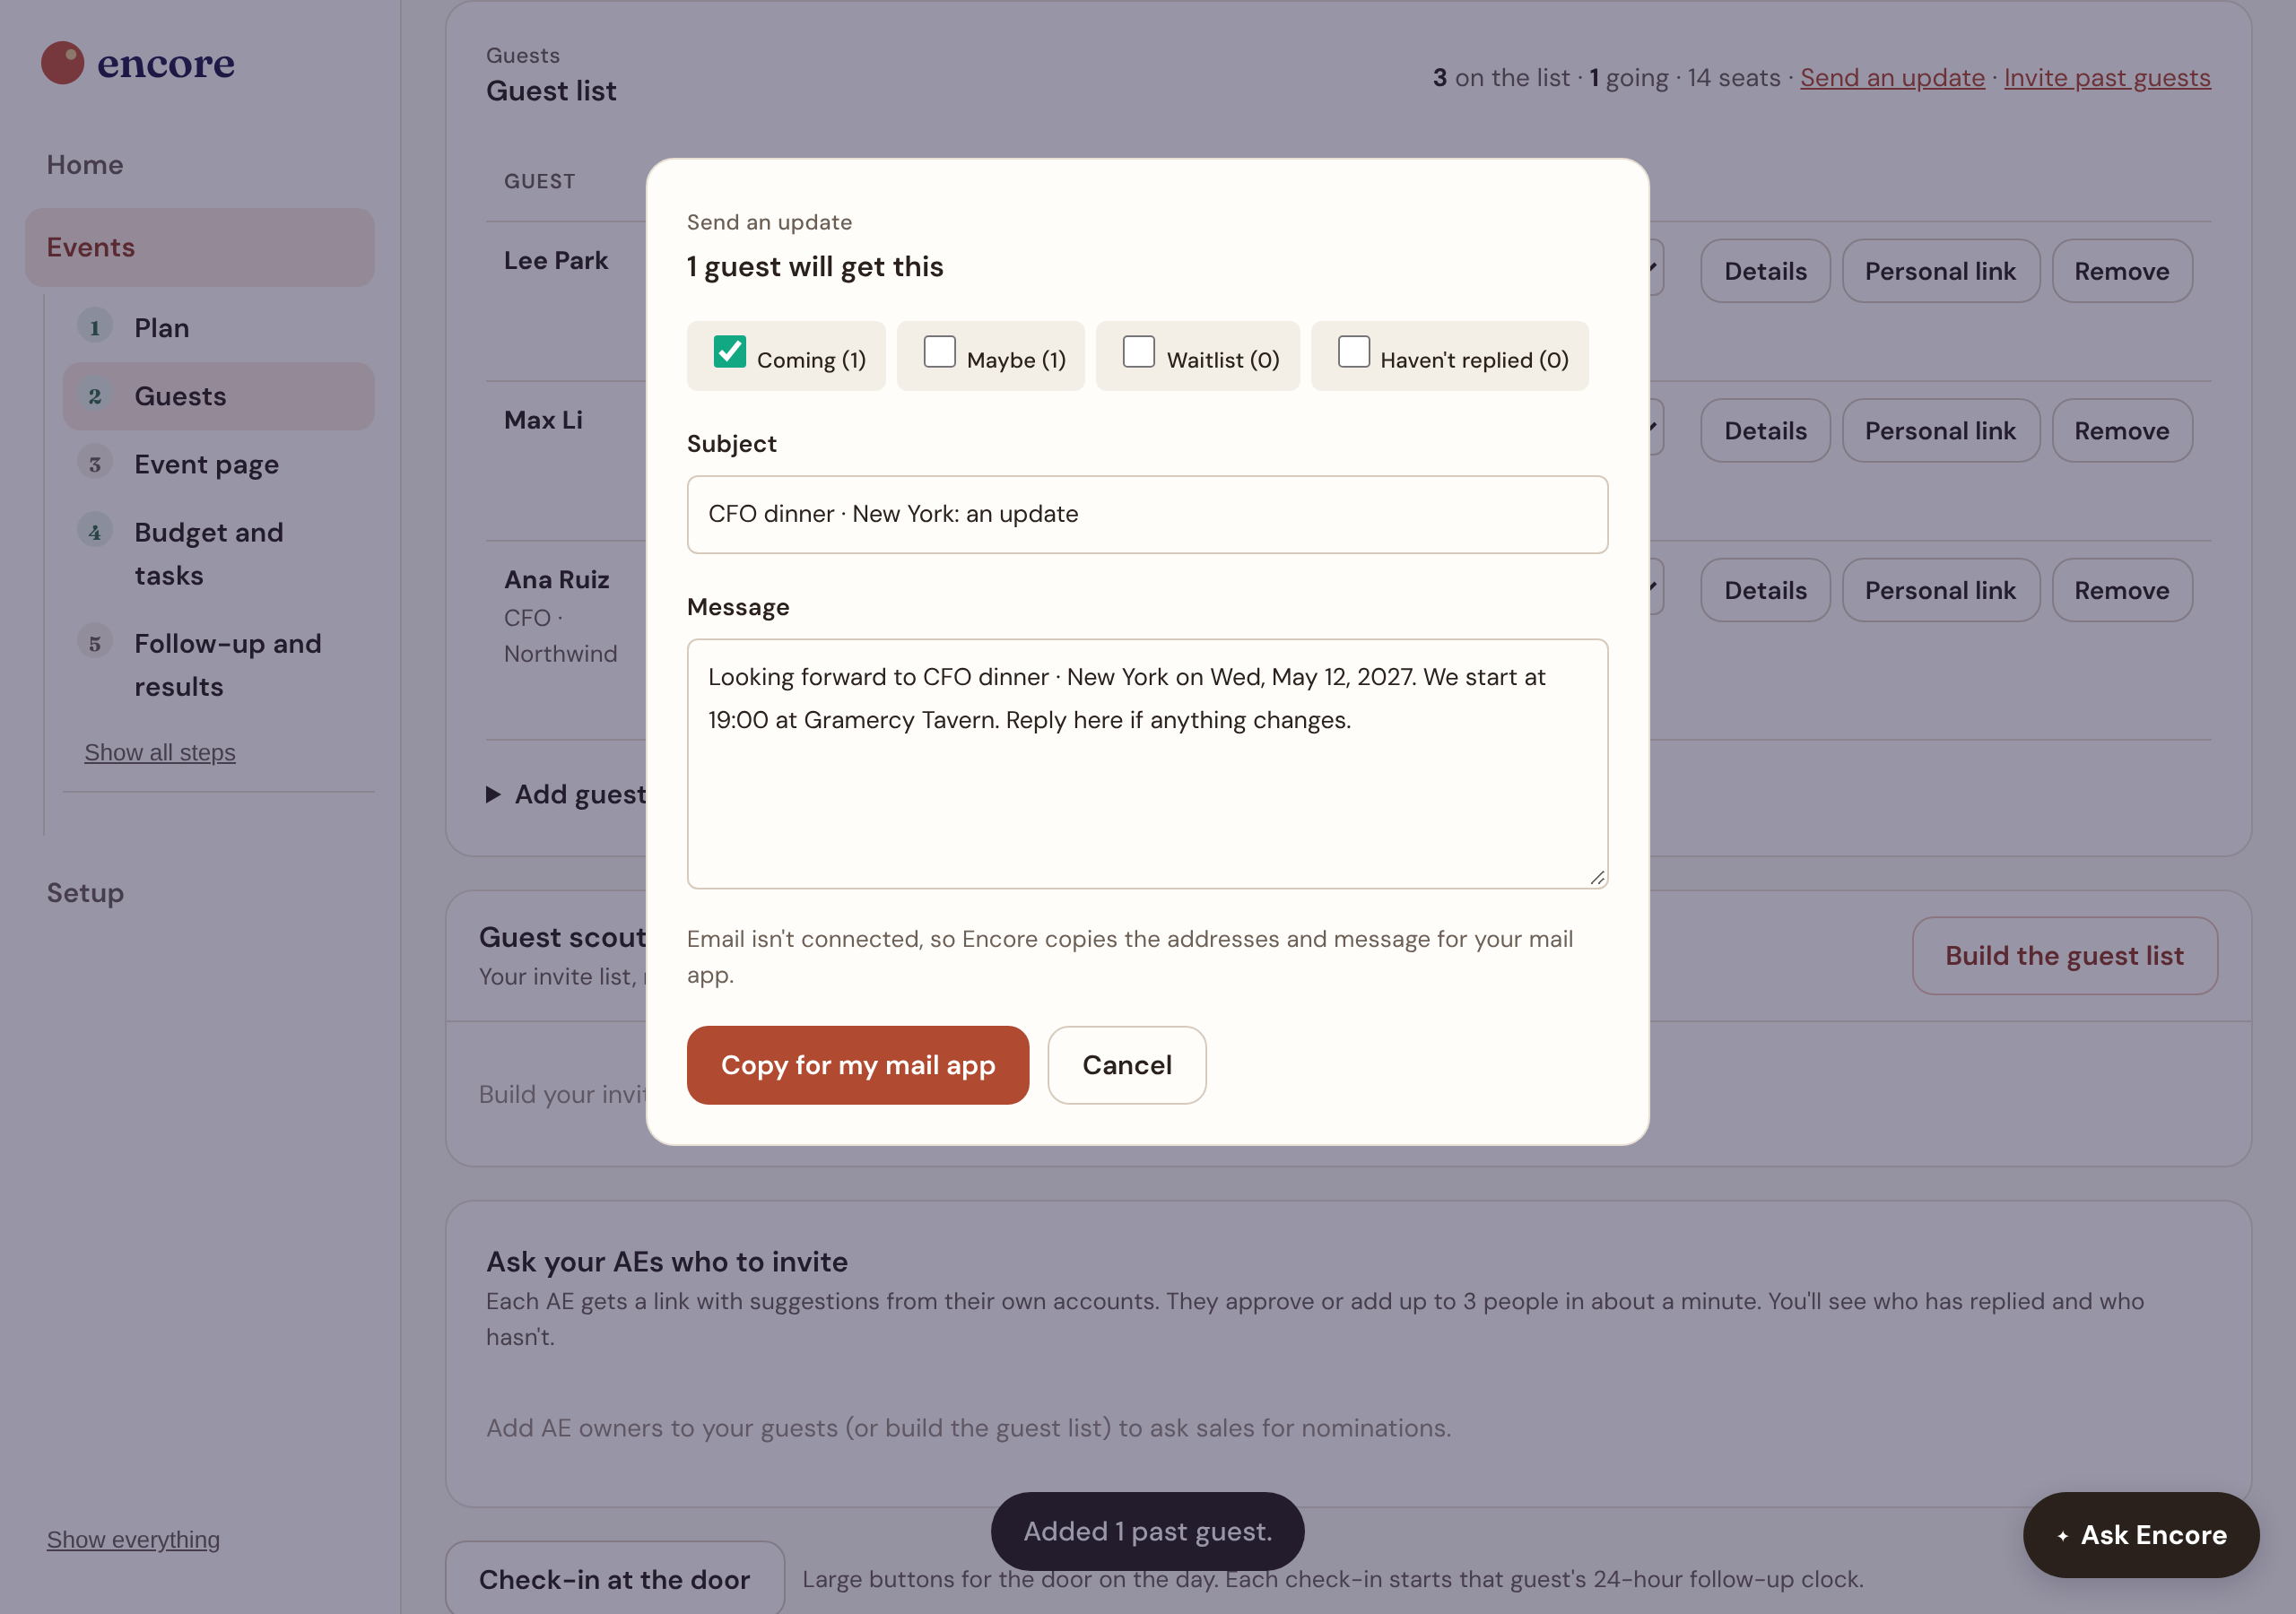 encore
Home
Events
1 Plan
2 Guests
3 Event page
4 Budget and
tasks
5 Follow-up and
results
Show all steps
Setup
Show everything
Guests
Guest list
3 on the list · 1 going · 14 seats · Send an update · Invite past guests
GUEST
Lee Park
Details Personal link Remove
Max Li
Details Personal link Remove
Ana Ruiz
CFO ·
Northwind
Details Personal link Remove
Add guest
Send an update
1 guest will get this
Coming (1) Maybe (1) Waitlist (0) Haven't replied (0)
Subject
CFO dinner · New York: an update
Message
Looking forward to CFO dinner · New York on Wed, May 12, 2027. We start at
19:00 at Gramercy Tavern. Reply here if anything changes.
Email isn't connected, so Encore copies the addresses and message for your mail
app.
Copy for my mail app Cancel
Guest scout
Your invite list,
Build the guest list
Build your
Ask your AEs who to invite
Each AE gets a link with suggestions from their own accounts. They approve or add up to 3 people in about a minute. You'll see who has replied and who
hasn't.
Add AE owners to your guests (or build the guest list) to ask sales for nominations.
Added 1 past guest.
Ask Encore
Check-in at the door
Large buttons for the door on the day. Each check-in starts that guest's 24-hour follow-up clock.